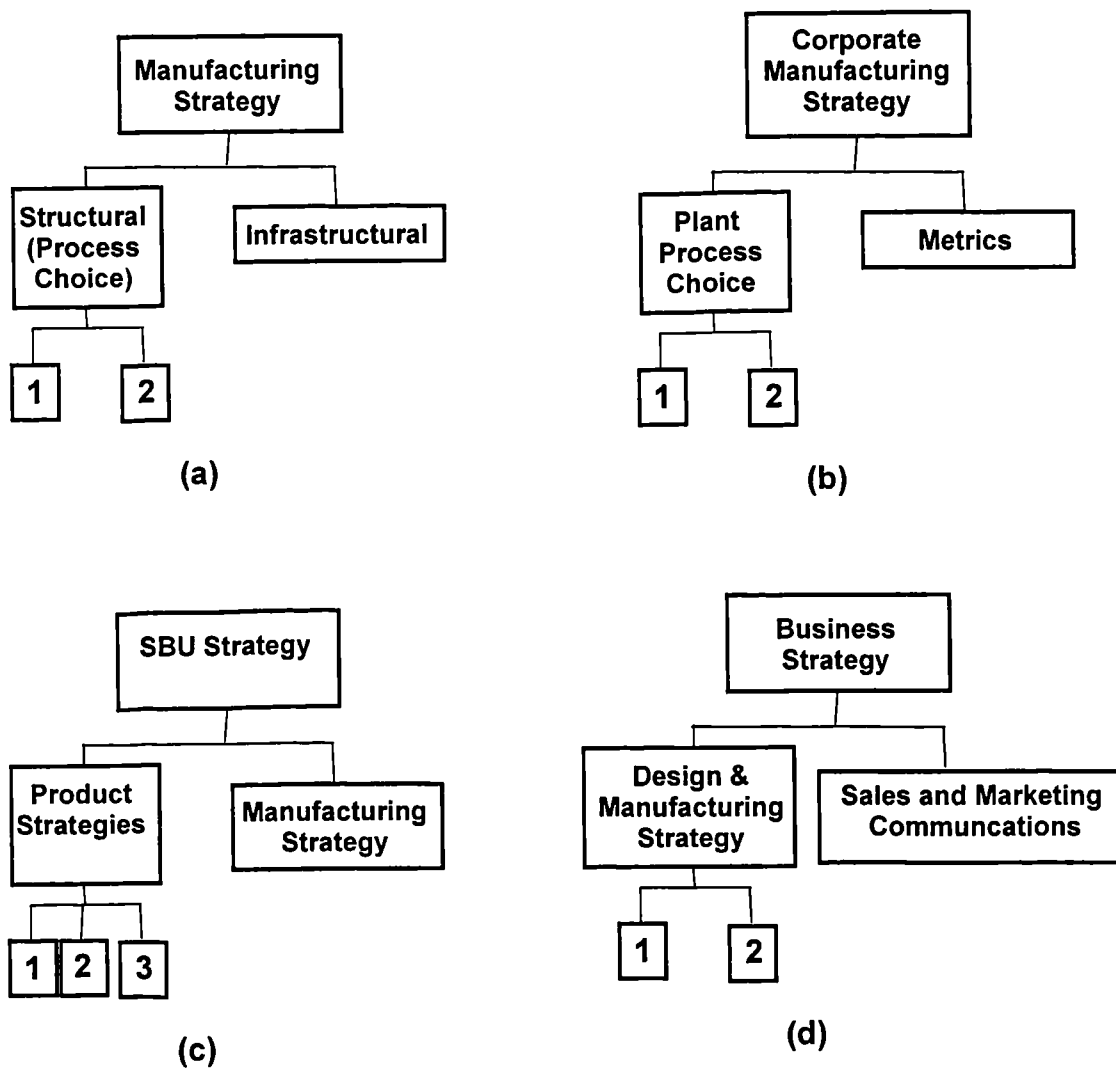 Manufacturing
Strategy
Structural
(Process
Choice)
Infrastructural
1
2
(a)
Corporate
Manufacturing
Strategy
Plant
Process
Choice
Metrics
1
2
(b)
SBU Strategy
Product
Strategies
Manufacturing
Strategy
1
2
3
(c)
Business
Strategy
Design &
Manufacturing
Strategy
Sales and Marketing
Communcations
1
2
(d)